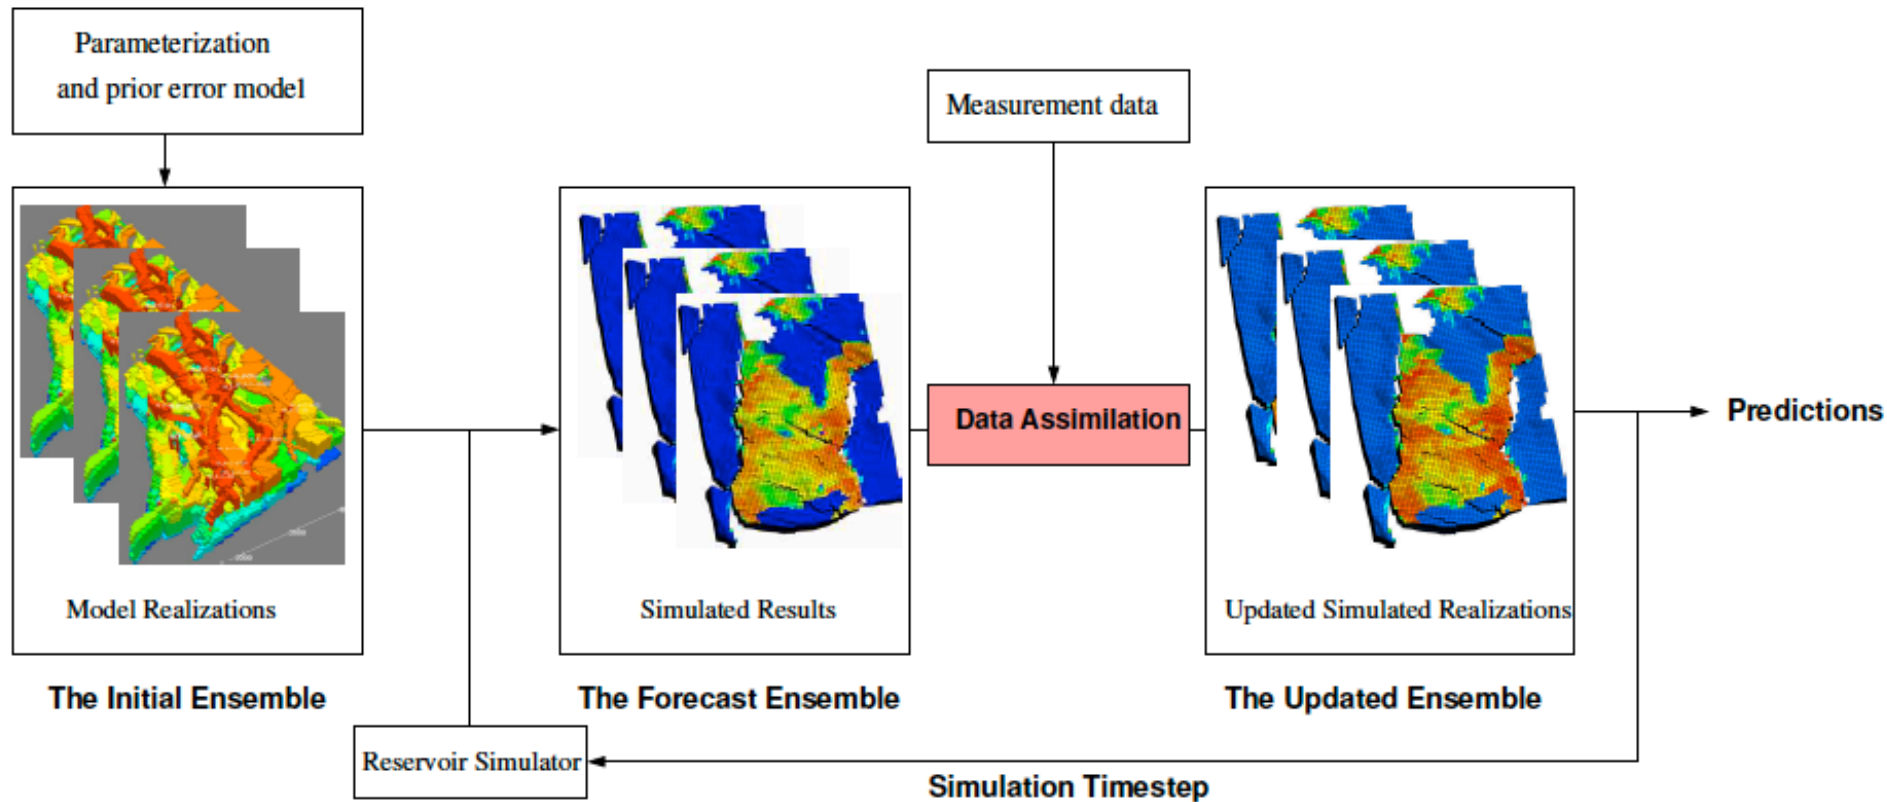 Parameterization
and prior error model
Measurement data
Data Assimilation
Predictions
Model Realizations
Simulated Results
Updated Simulated Realizations
The Initial Ensemble
The Forecast Ensemble
The Updated Ensemble
Reservoir Simulator
Simulation Timestep